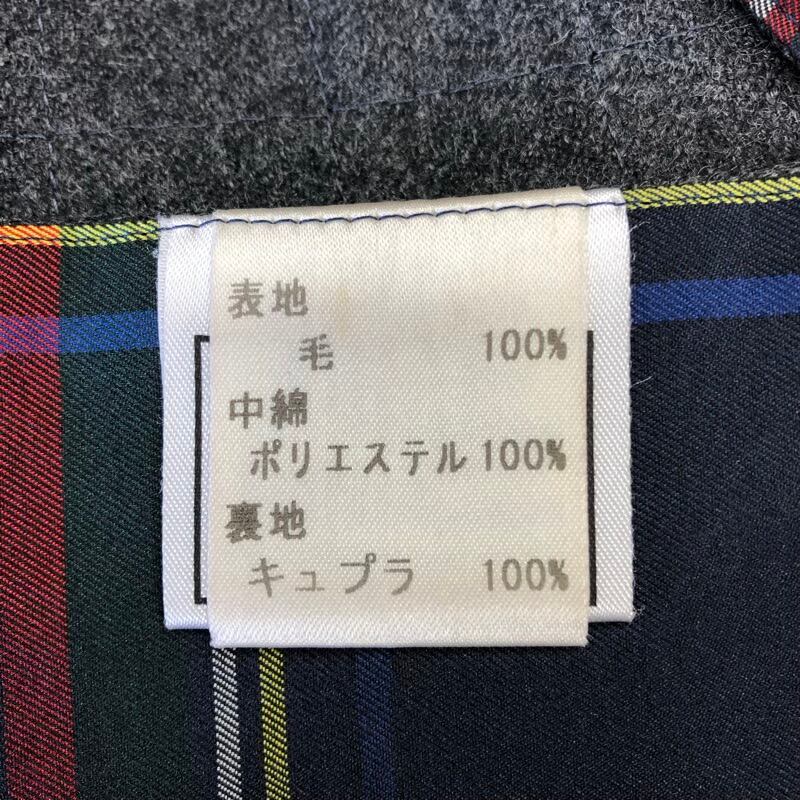 表地
毛 100%
中綿
ポリエステル 100%
裏地
キュプラ 100%